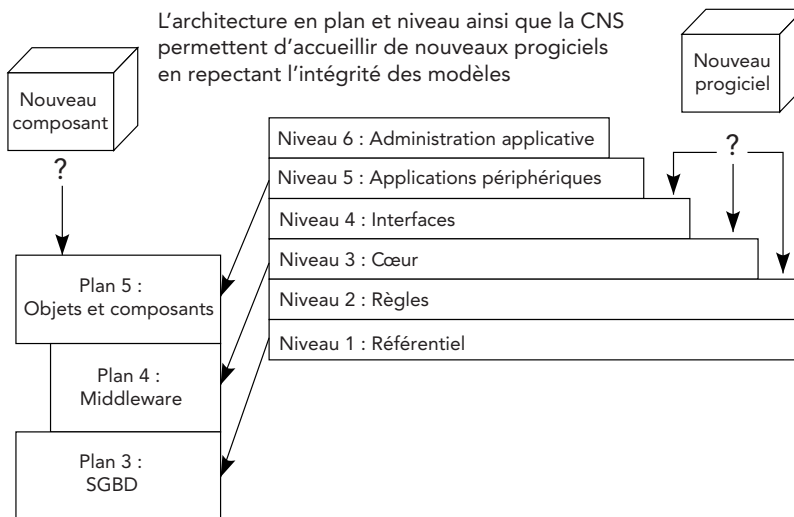 L'architecture en plan et niveau ainsi que la CNS
permettent d'accueillir de nouveaux progiciels
en repectant l'intégrité des modèles
Nouveau
composant
?
Nouveau
progiciel
?
Niveau 6 : Administration applicative
Niveau 5 : Applications périphériques
Niveau 4 : Interfaces
Niveau 3 : Cœur
Niveau 2 : Règles
Niveau 1 : Référentiel
Plan 5 :
Objets et composants
Plan 4 :
Middleware
Plan 3 :
SGBD